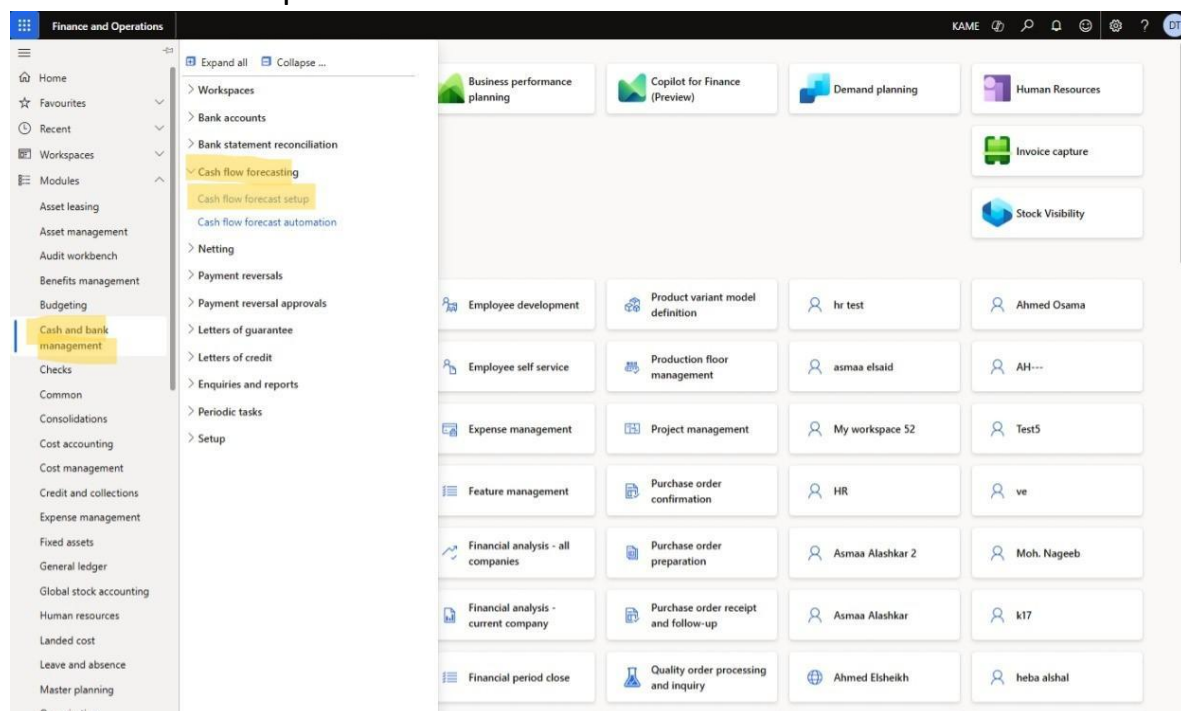 Finance and Operations
KAME
DT
Home
Favourites
Recent
Workspaces
Modules
Asset leasing
Asset management
Audit workbench
Benefits management
Budgeting
Cash and bank
management
Checks
Common
Consolidations
Cost accounting
Cost management
Credit and collections
Expense management
Fixed assets
General ledger
Global stock accounting
Human resources
Landed cost
Leave and absence
Master planning
Expand all Collapse ...
Workspaces
Bank accounts
Bank statement reconciliation
Cash flow forecasting
Cash flow forecast setup
Cash flow forecast automation
Netting
Payment reversals
Payment reversal approvals
Letters of guarantee
Letters of credit
Enquiries and reports
Periodic tasks
Setup
Business performance
planning
Copilot for Finance
(Preview)
Demand planning
Human Resources
Invoice capture
Stock Visibility
Employee development
Product variant model
definition
hr test
Ahmed Osama
Employee self service
Production floor
management
asmaa elsaid
AH---
Expense management
Project management
My workspace 52
Test5
Feature management
Purchase order
confirmation
HR
ve
Financial analysis - all
companies
Purchase order
preparation
Asmaa Alashkar 2
Moh. Nageeb
Financial analysis -
current company
Purchase order receipt
and follow-up
Asmaa Alashkar
k17
Financial period close
Quality order processing
and inquiry
Ahmed Elsheikh
heba alshal